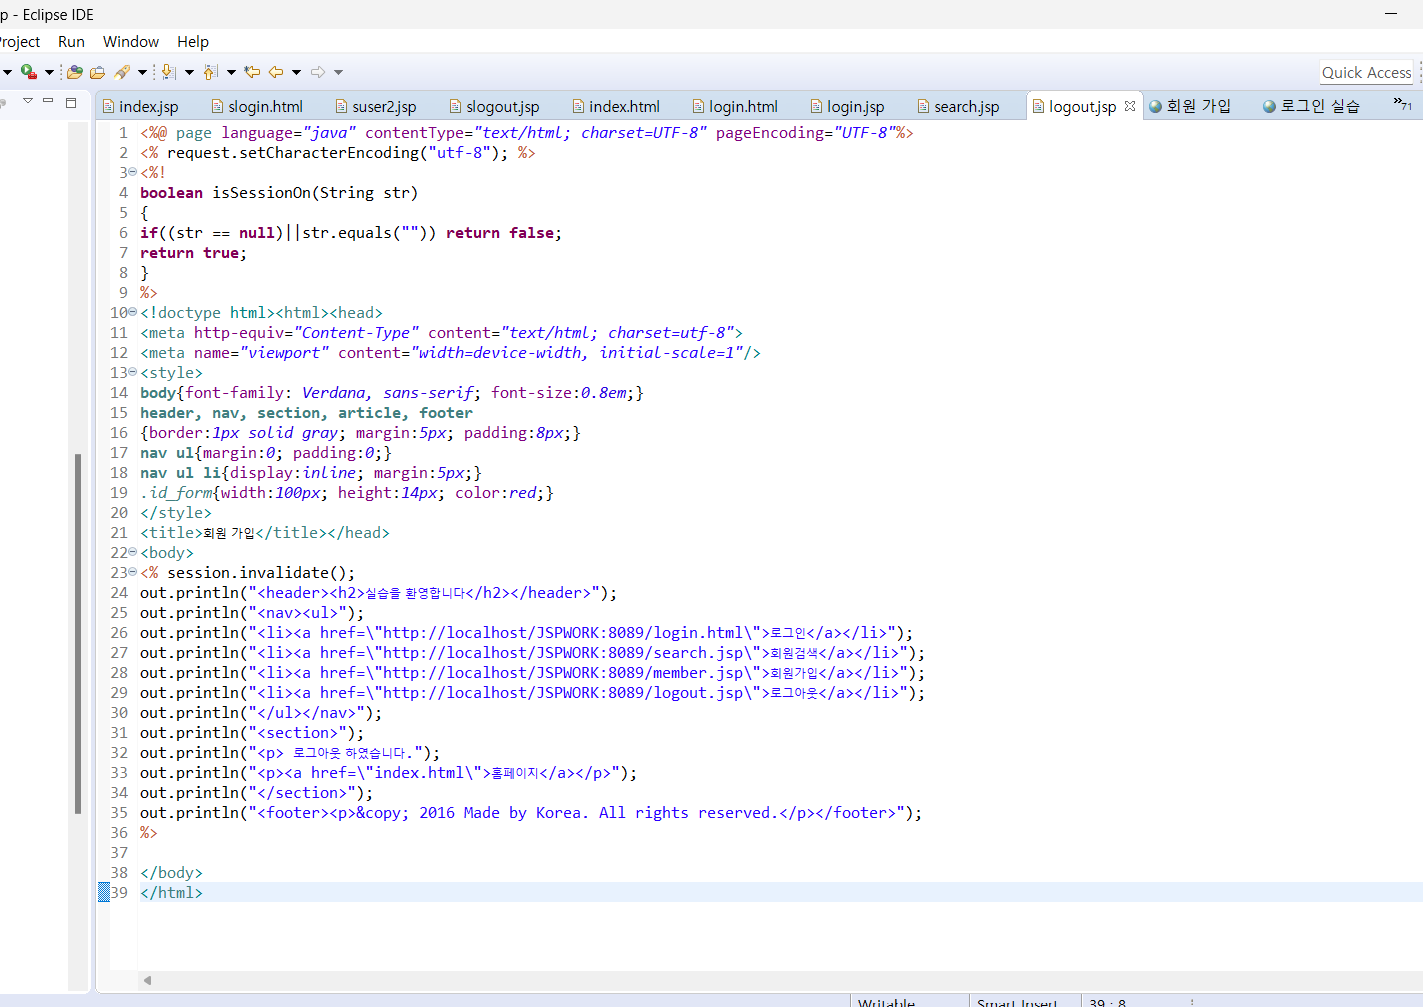 p - Eclipse IDE
Project Run Window Help
Quick Access
index.jsp slogin.html suser2.jsp slogout.jsp index.html login.html login.jsp search.jsp logout.jsp 회원 가입 로그인 실습 »71
1 <%@ page language="java" contentType="text/html; charset=UTF-8" pageEncoding="UTF-8"%>
2 <% request.setCharacterEncoding("utf-8"); %>
3 <%!
4 boolean isSessionOn(String str)
5 {
6 if((str == null)||str.equals("")) return false;
7 return true;
8 }
9 %>
10 <!doctype html><html><head>
11 <meta http-equiv="Content-Type" content="text/html; charset=utf-8">
12 <meta name="viewport" content="width=device-width, initial-scale=1"/>
13 <style>
14 body{font-family: Verdana, sans-serif; font-size:0.8em;}
15 header, nav, section, article, footer
16 {border:1px solid gray; margin:5px; padding:8px;}
17 nav ul{margin:0; padding:0;}
18 nav ul li{display:inline; margin:5px;}
19 .id_form{width:100px; height:14px; color:red;}
20 </style>
21 <title>회원 가입</title></head>
22 <body>
23 <% session.invalidate();
24 out.println("<header><h2>실습을 환영합니다</h2></header>");
25 out.println("<nav><ul>");
26 out.println("<li><a href=\"http://localhost/JSPWORK:8089/login.html\">로그인</a></li>");
27 out.println("<li><a href=\"http://localhost/JSPWORK:8089/search.jsp\">회원검색</a></li>");
28 out.println("<li><a href=\"http://localhost/JSPWORK:8089/member.jsp\">회원가입</a></li>");
29 out.println("<li><a href=\"http://localhost/JSPWORK:8089/logout.jsp\">로그아웃</a></li>");
30 out.println("</ul></nav>");
31 out.println("<section>");
32 out.println("<p> 로그아웃 하였습니다.");
33 out.println("<p><a href=\"index.html\">홈페이지</a></p>");
34 out.println("</section>");
35 out.println("<footer><p>&copy; 2016 Made by Korea. All rights reserved.</p></footer>");
36 %>
37
38 </body>
39 </html>
Writable Smart Insert 39 : 8